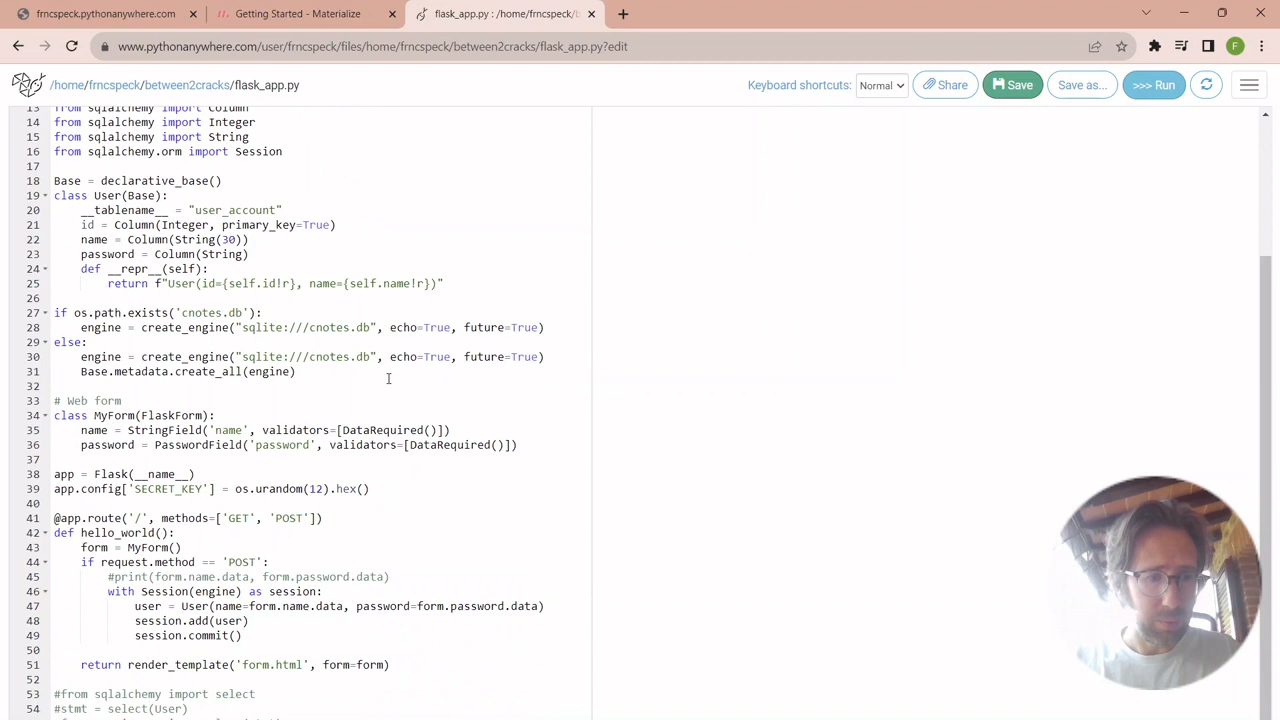 frncspeck.pythonanywhere.com
Getting Started - Materialize
flask_app.py : /home/frncspeck/b
www.pythonanywhere.com/user/frncspeck/files/home/frncspeck/between2cracks/flask_app.py?edit
F
/home/frncspeck/between2cracks/flask_app.py
Keyboard shortcuts:
Normal
Share
Save
Save as...
>>> Run
13 from sqlalchemy import Column
14 from sqlalchemy import Integer
15 from sqlalchemy import String
16 from sqlalchemy.orm import Session
17
18 Base = declarative_base()
19 class User(Base):
20 __tablename__ = "user_account"
21 id = Column(Integer, primary_key=True)
22 name = Column(String(30))
23 password = Column(String)
24 def __repr__(self):
25 return f"User(id={self.id!r}, name={self.name!r})"
26
27 if os.path.exists('cnotes.db'):
28 engine = create_engine("sqlite:///cnotes.db", echo=True, future=True)
29 else:
30 engine = create_engine("sqlite:///cnotes.db", echo=True, future=True)
31 Base.metadata.create_all(engine)
32
33 # Web form
34 class MyForm(FlaskForm):
35 name = StringField('name', validators=[DataRequired()])
36 password = PasswordField('password', validators=[DataRequired()])
37
38 app = Flask(__name__)
39 app.config['SECRET_KEY'] = os.urandom(12).hex()
40
41 @app.route('/', methods=['GET', 'POST'])
42 def hello_world():
43 form = MyForm()
44 if request.method == 'POST':
45 #print(form.name.data, form.password.data)
46 with Session(engine) as session:
47 user = User(name=form.name.data, password=form.password.data)
48 session.add(user)
49 session.commit()
50
51 return render_template('form.html', form=form)
52
53 #from sqlalchemy import select
54 #stmt = select(User)